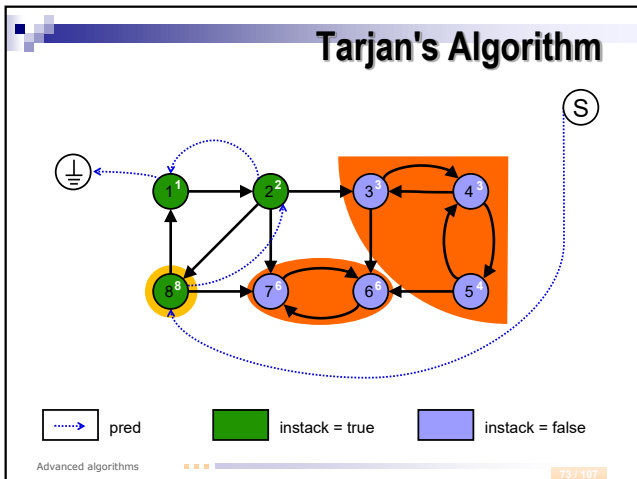 Tarjan's Algorithm
S
1 1
2 2
3 3
4 3
8 8
7 6
6 6
5 4
pred
instack = true
instack = false
Advanced algorithms
73 / 107